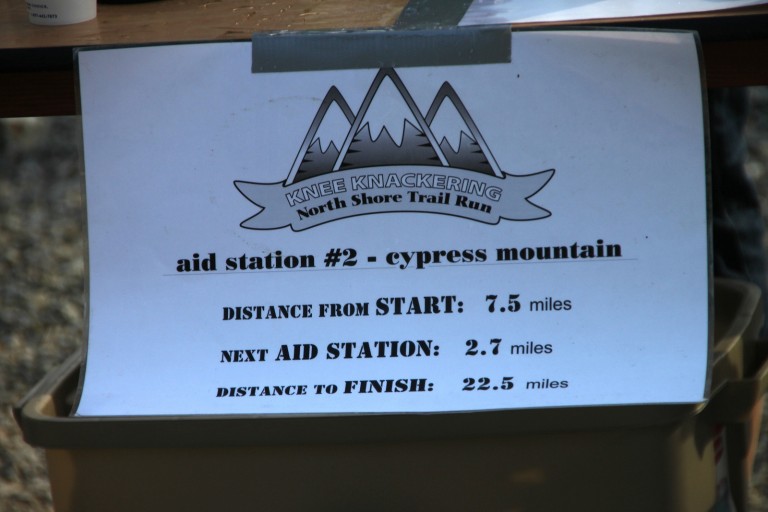 KNEE KNACKERING
North Shore Trail Run
aid station #2 - cypress mountain
DISTANCE FROM START: 7.5 miles
NEXT AID STATION: 2.7 miles
DISTANCE TO FINISH: 22.5 miles